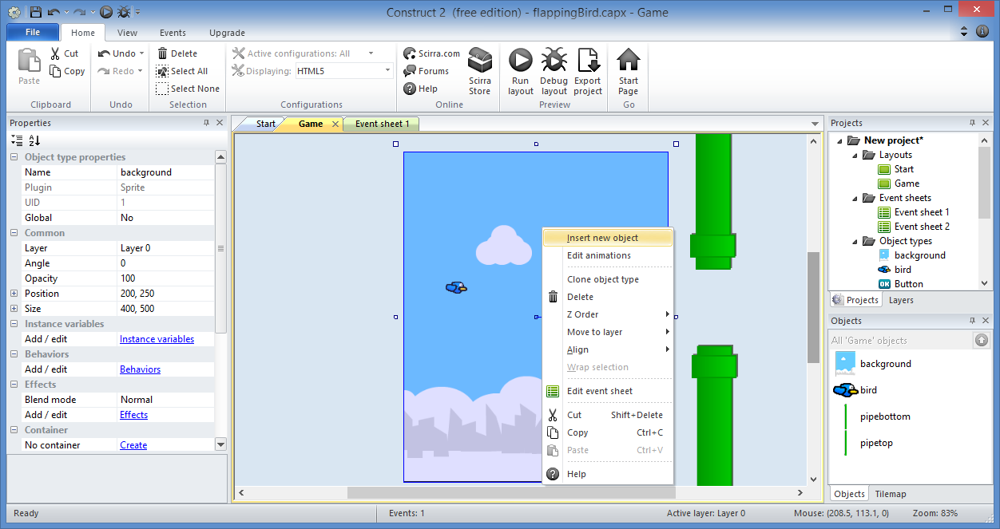 Construct 2  (free edition) - flappingBird.capx - Game
File Home View Events Upgrade
Paste
Cut
Copy
Clipboard
Undo
Redo
Undo
Delete
Select All
Select None
Selection
Active configurations: All
Displaying: HTML5
Configurations
Scirra.com
Forums
Help
Scirra Store
Online
Run layout
Debug layout
Export project
Preview
Start Page
Go
Properties
Object type properties
Name background
Plugin Sprite
UID 1
Global No
Common
Layer Layer 0
Angle 0
Opacity 100
Position 200, 250
Size 400, 500
Instance variables
Add / edit Instance variables
Behaviors
Add / edit Behaviors
Effects
Blend mode Normal
Add / edit Effects
Container
No container Create
Start Game Event sheet 1
Insert new object
Edit animations
Clone object type
Delete
Z Order
Move to layer
Align
Wrap selection
Edit event sheet
Cut Shift+Delete
Copy Ctrl+C
Paste Ctrl+V
Help
Projects
New project*
Layouts
Start
Game
Event sheets
Event sheet 1
Event sheet 2
Object types
background
bird
OK Button
Projects Layers
Objects
All 'Game' objects
background
bird
pipebottom
pipetop
Objects Tilemap
Ready Events: 1 Active layer: Layer 0 Mouse: (208.5, 113.1, 0) Zoom: 83%